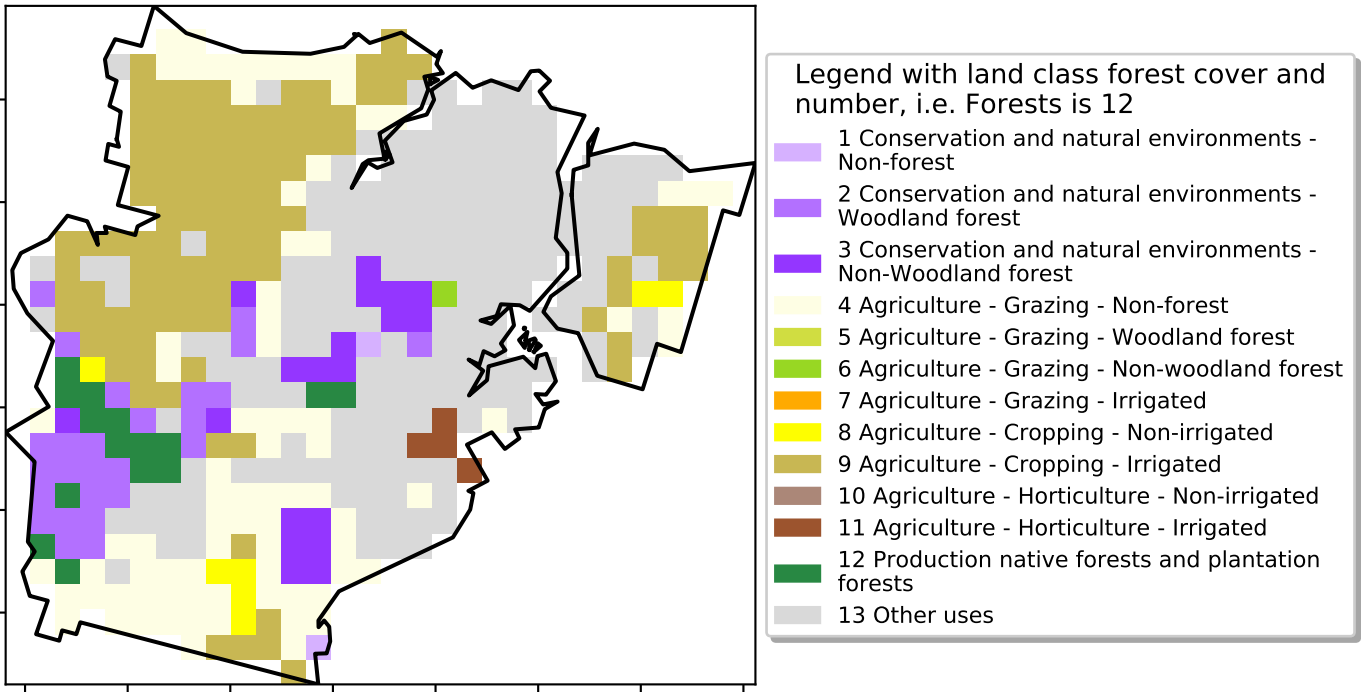 Legend with land class forest cover and
number, i.e. Forests is 12
1 Conservation and natural environments -
Non-forest
2 Conservation and natural environments -
Woodland forest
3 Conservation and natural environments -
Non-Woodland forest
4 Agriculture - Grazing - Non-forest
5 Agriculture - Grazing - Woodland forest
6 Agriculture - Grazing - Non-woodland forest
7 Agriculture - Grazing - Irrigated
8 Agriculture - Cropping - Non-irrigated
9 Agriculture - Cropping - Irrigated
10 Agriculture - Horticulture - Non-irrigated
11 Agriculture - Horticulture - Irrigated
12 Production native forests and plantation
forests
13 Other uses